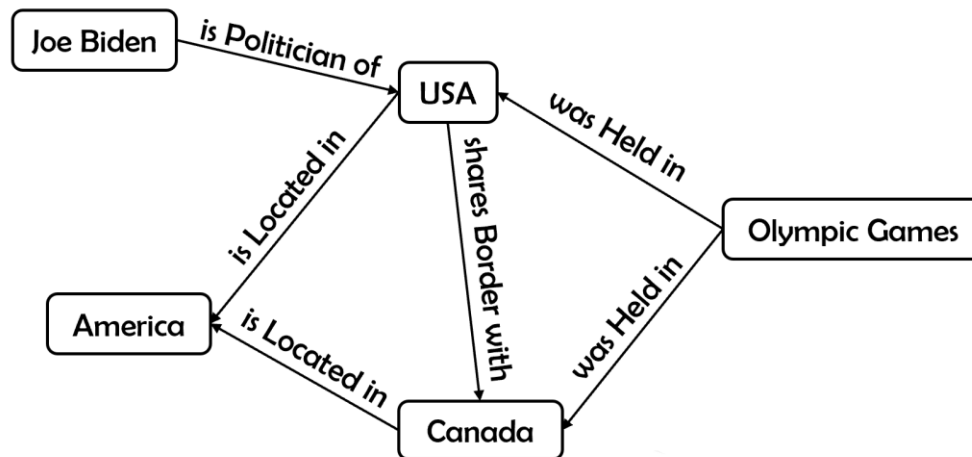 Joe Biden
is Politician of
USA
was Held in
is Located in
shares Border with
Olympic Games
America
is Located in
was Held in
Canada